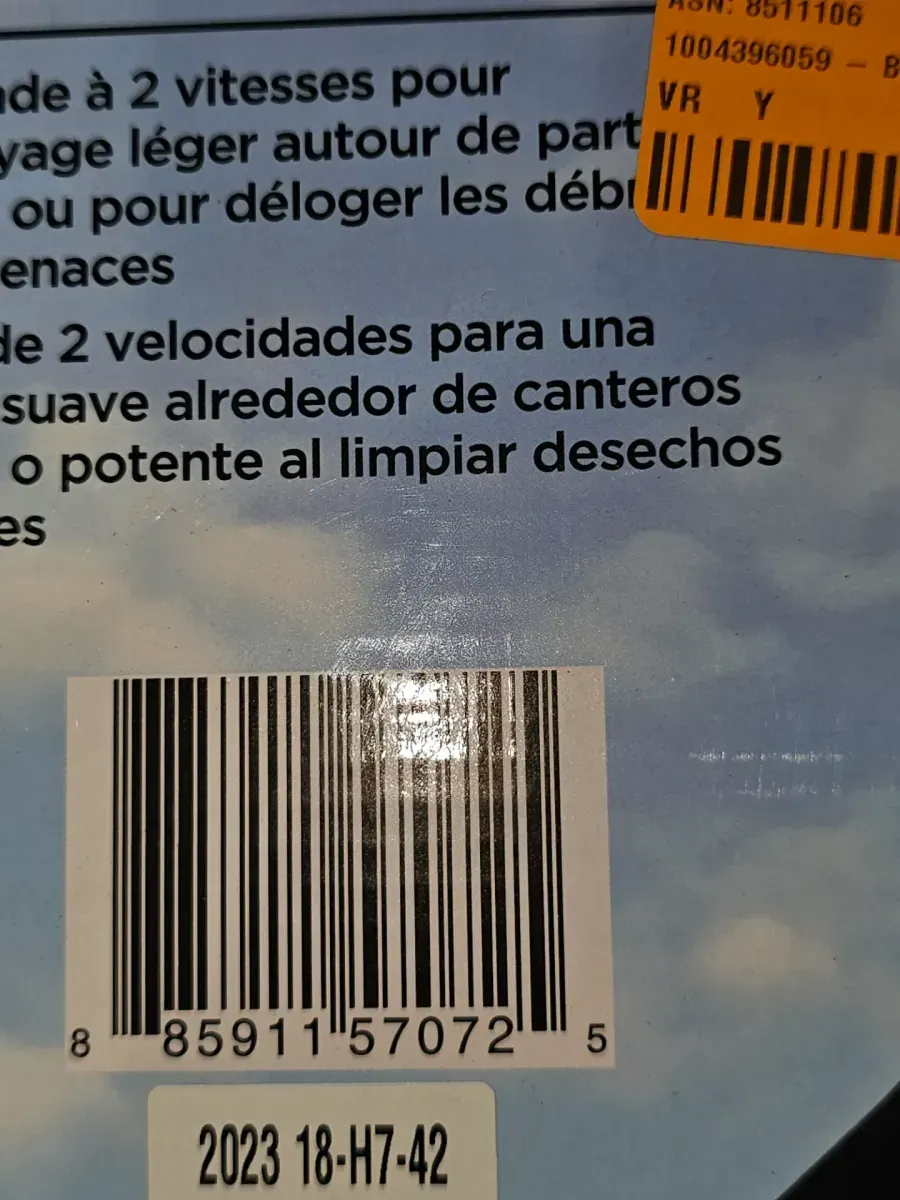 ASN: 8511106
1004396059 – 8
VR Y
de à 2 vitesses pour
yage léger autour de part
ou pour déloger les débr
enaces
de 2 velocidades para una
suave alrededor de canteros
o potente al limpiar desechos
es
8 85911 57072 5
2023 18-H7-42